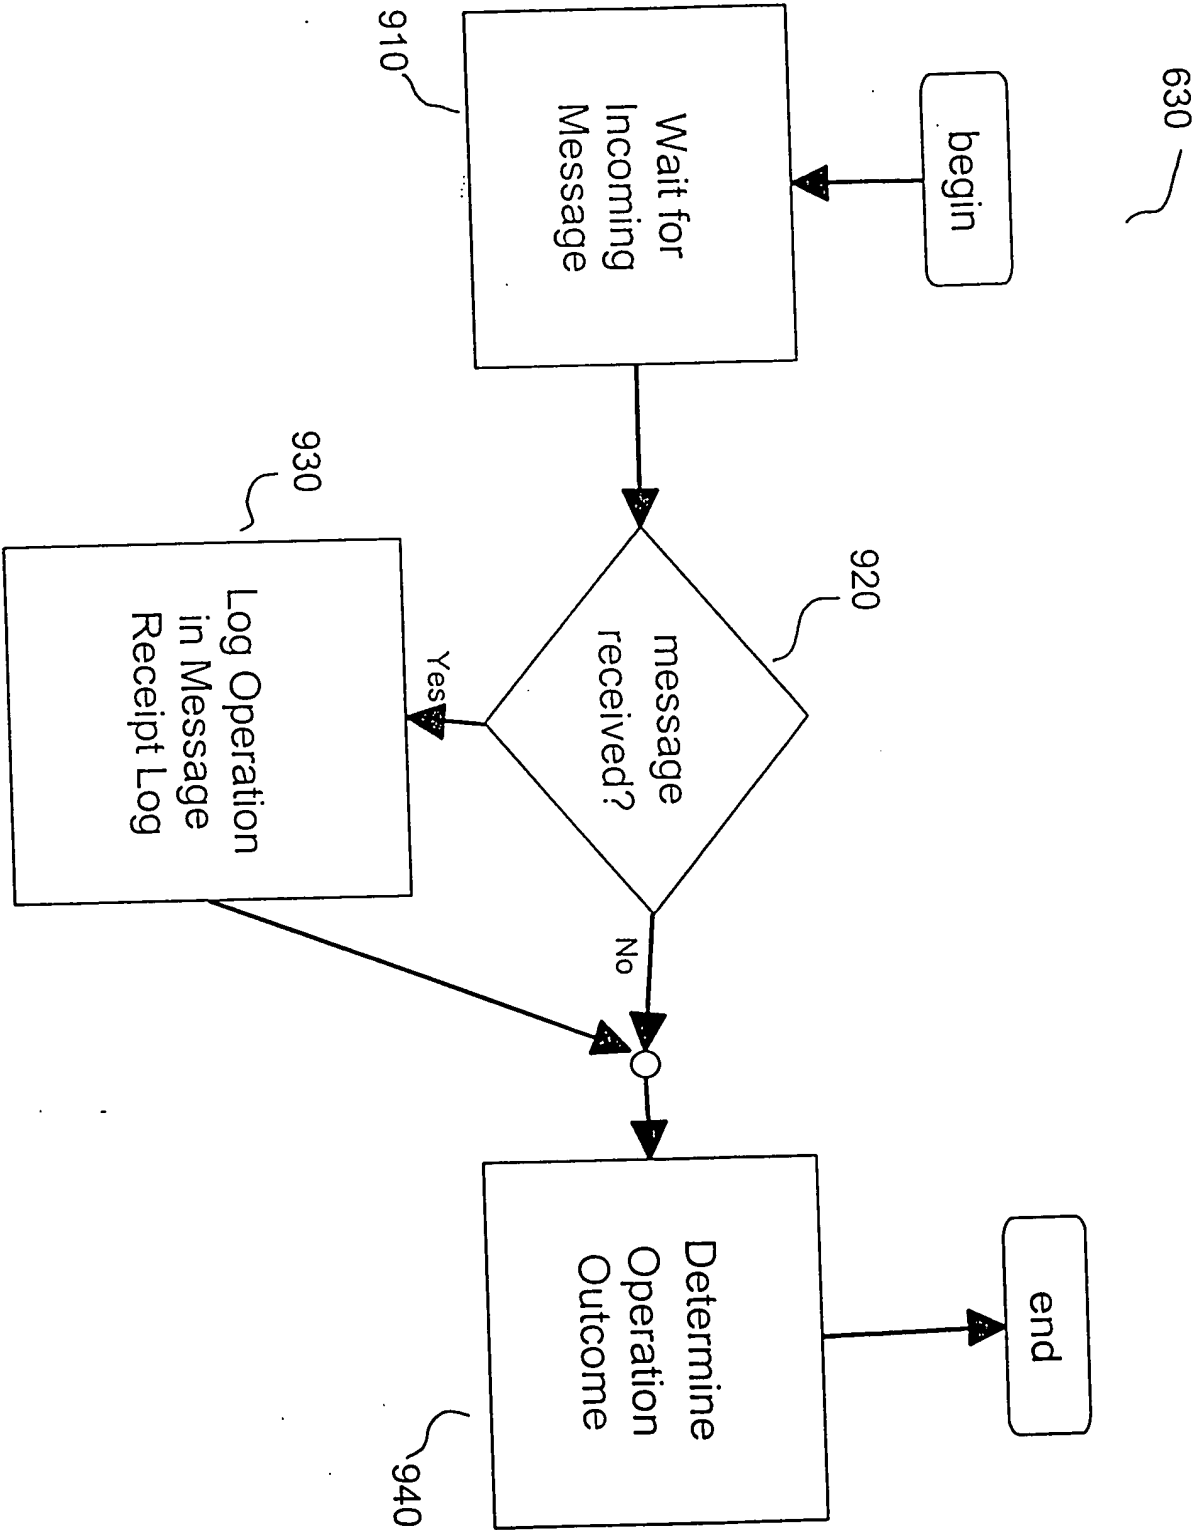 630
begin
910
Wait for
Incoming
Message
920
message
received?
Yes
No
930
Log Operation
in Message
Receipt Log
Determine
Operation
Outcome
940
end